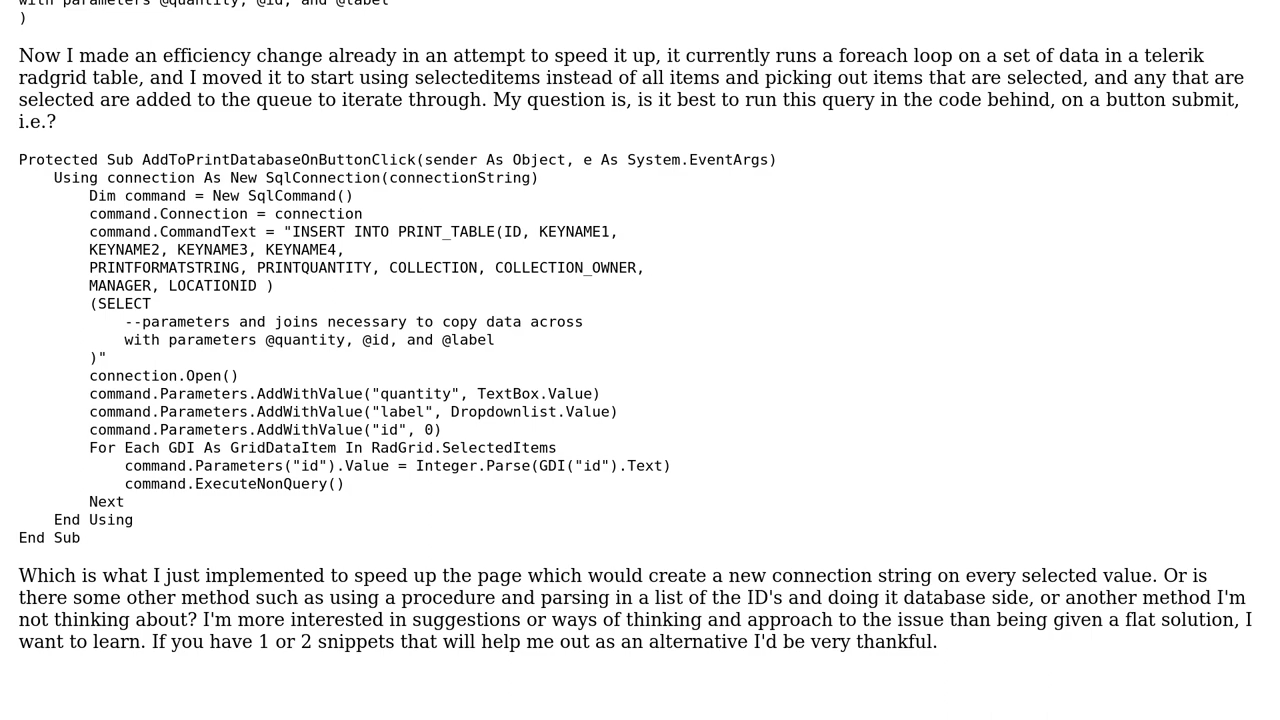 with parameters @quantity, @id, and @label
)
Now I made an efficiency change already in an attempt to speed it up, it currently runs a foreach loop on a set of data in a telerik
radgrid table, and I moved it to start using selecteditems instead of all items and picking out items that are selected, and any that are
selected are added to the queue to iterate through. My question is, is it best to run this query in the code behind, on a button submit,
i.e.?
Protected Sub AddToPrintDatabaseOnButtonClick(sender As Object, e As System.EventArgs)
    Using connection As New SqlConnection(connectionString)
        Dim command = New SqlCommand()
        command.Connection = connection
        command.CommandText = "INSERT INTO PRINT_TABLE(ID, KEYNAME1,
        KEYNAME2, KEYNAME3, KEYNAME4,
        PRINTFORMATSTRING, PRINTQUANTITY, COLLECTION, COLLECTION_OWNER,
        MANAGER, LOCATIONID )
        (SELECT
            --parameters and joins necessary to copy data across
            with parameters @quantity, @id, and @label
        )"
        connection.Open()
        command.Parameters.AddWithValue("quantity", TextBox.Value)
        command.Parameters.AddWithValue("label", Dropdownlist.Value)
        command.Parameters.AddWithValue("id", 0)
        For Each GDI As GridDataItem In RadGrid.SelectedItems
            command.Parameters("id").Value = Integer.Parse(GDI("id").Text)
            command.ExecuteNonQuery()
        Next
    End Using
End Sub
Which is what I just implemented to speed up the page which would create a new connection string on every selected value. Or is
there some other method such as using a procedure and parsing in a list of the ID's and doing it database side, or another method I'm
not thinking about? I'm more interested in suggestions or ways of thinking and approach to the issue than being given a flat solution, I
want to learn. If you have 1 or 2 snippets that will help me out as an alternative I'd be very thankful.